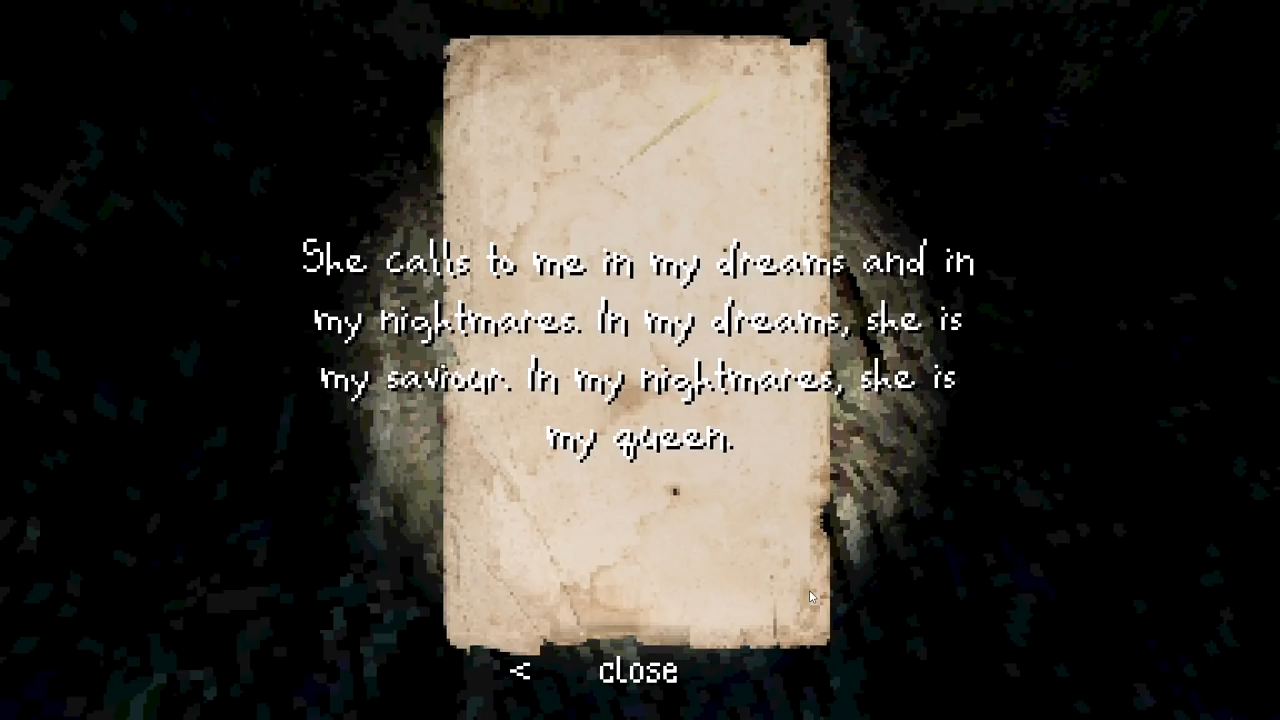 She calls to me in my dreams and in
my nightmares. In my dreams, she is
my saviour. In my nightmares, she is
my queen.
< close